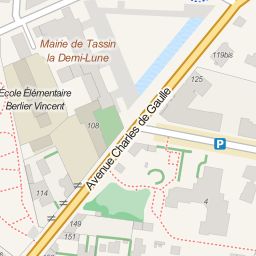 119bis
Mairie de Tassin
la Demi-Lune
125
École Élémentaire
Berlier Vincent
108
Avenue Charles de Gaulle
P
114
154
151
149